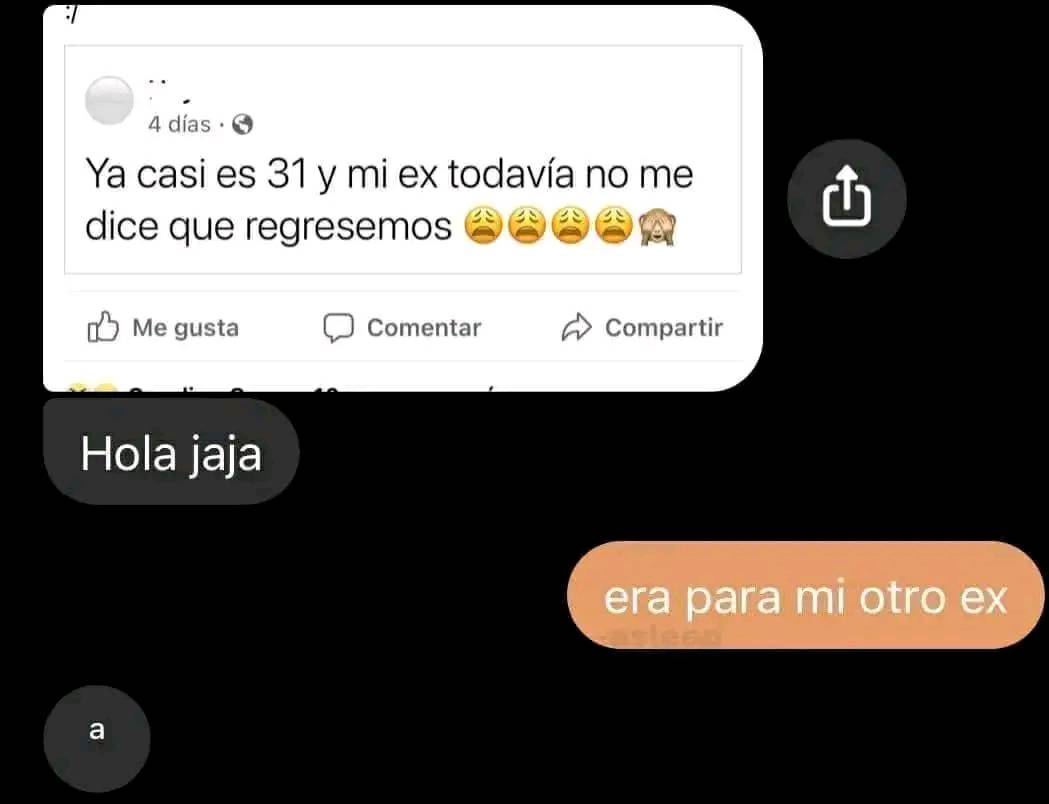 :/
4 días ·
Ya casi es 31 y mi ex todavía no me
dice que regresemos 😩😩😩😩🙈
Me gusta Comentar Compartir
Hola jaja
era para mi otro ex
a